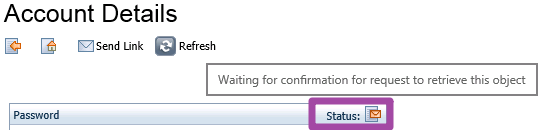 Account Details
Send Link Refresh
Waiting for confirmation for request to retrieve this object
Password Status: